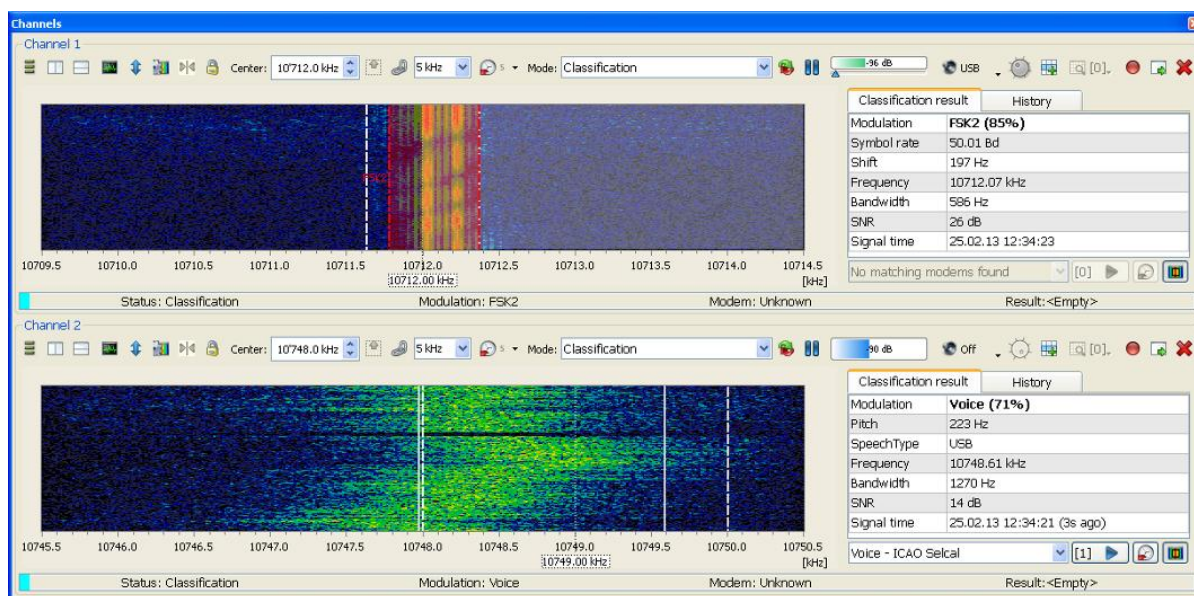 Channels
Channel 1
Center: 10'712.0 kHz 5 kHz s Mode: Classification -96 dB USB [0]
Classification result History
Modulation FSK2 (85%)
Symbol rate 50.01 Bd
Shift 197 Hz
Frequency 10712.07 kHz
Bandwidth 586 Hz
SNR 26 dB
Signal time 25.02.13 12:34:23
FSK2
10709.5 10710.0 10710.5 10711.0 10711.5 10712.0 10712.5 10713.0 10713.5 10714.0 10714.5
10712.00 kHz [kHz]
No matching modems found [0]
Status: Classification Modulation: FSK2 Modem: Unknown Result:<Empty>
Channel 2
Center: 10'748.0 kHz 5 kHz s Mode: Classification -90 dB Off [0]
Classification result History
Modulation Voice (71%)
Pitch 223 Hz
SpeechType USB
Frequency 10748.61 kHz
Bandwidth 1270 Hz
SNR 14 dB
Signal time 25.02.13 12:34:21 (3s ago)
10745.5 10746.0 10746.5 10747.0 10747.5 10748.0 10748.5 10749.0 10749.5 10750.0 10750.5
10749.00 kHz [kHz]
Voice - ICAO Selcal [1]
Status: Classification Modulation: Voice Modem: Unknown Result:<Empty>